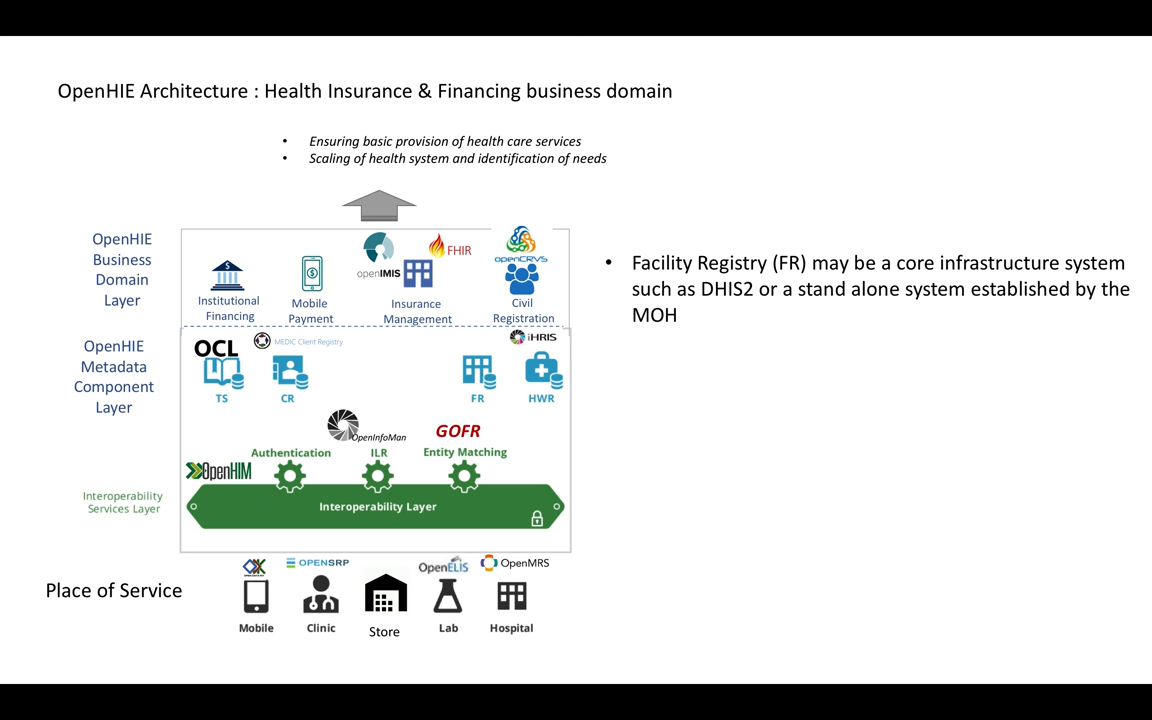 OpenHIE Architecture : Health Insurance & Financing business domain
• Ensuring basic provision of health care services
• Scaling of health system and identification of needs
OpenHIE
Business
Domain
Layer
openIMIS
FHIR
openCRVS
Institutional
Financing
Mobile
Payment
Insurance
Management
Civil
Registration
• Facility Registry (FR) may be a core infrastructure system
such as DHIS2 or a stand alone system established by the
MOH
OpenHIE
Metadata
Component
Layer
OCL
MEDIC Client Registry
iHRIS
TS
CR
FR
HWR
OpenInfoMan
GOFR
Authentication
ILR
Entity Matching
OpenHIM
Interoperability
Services Layer
Interoperability Layer
Place of Service
OPENSRP
OpenELIS
OpenMRS
Mobile
Clinic
Store
Lab
Hospital